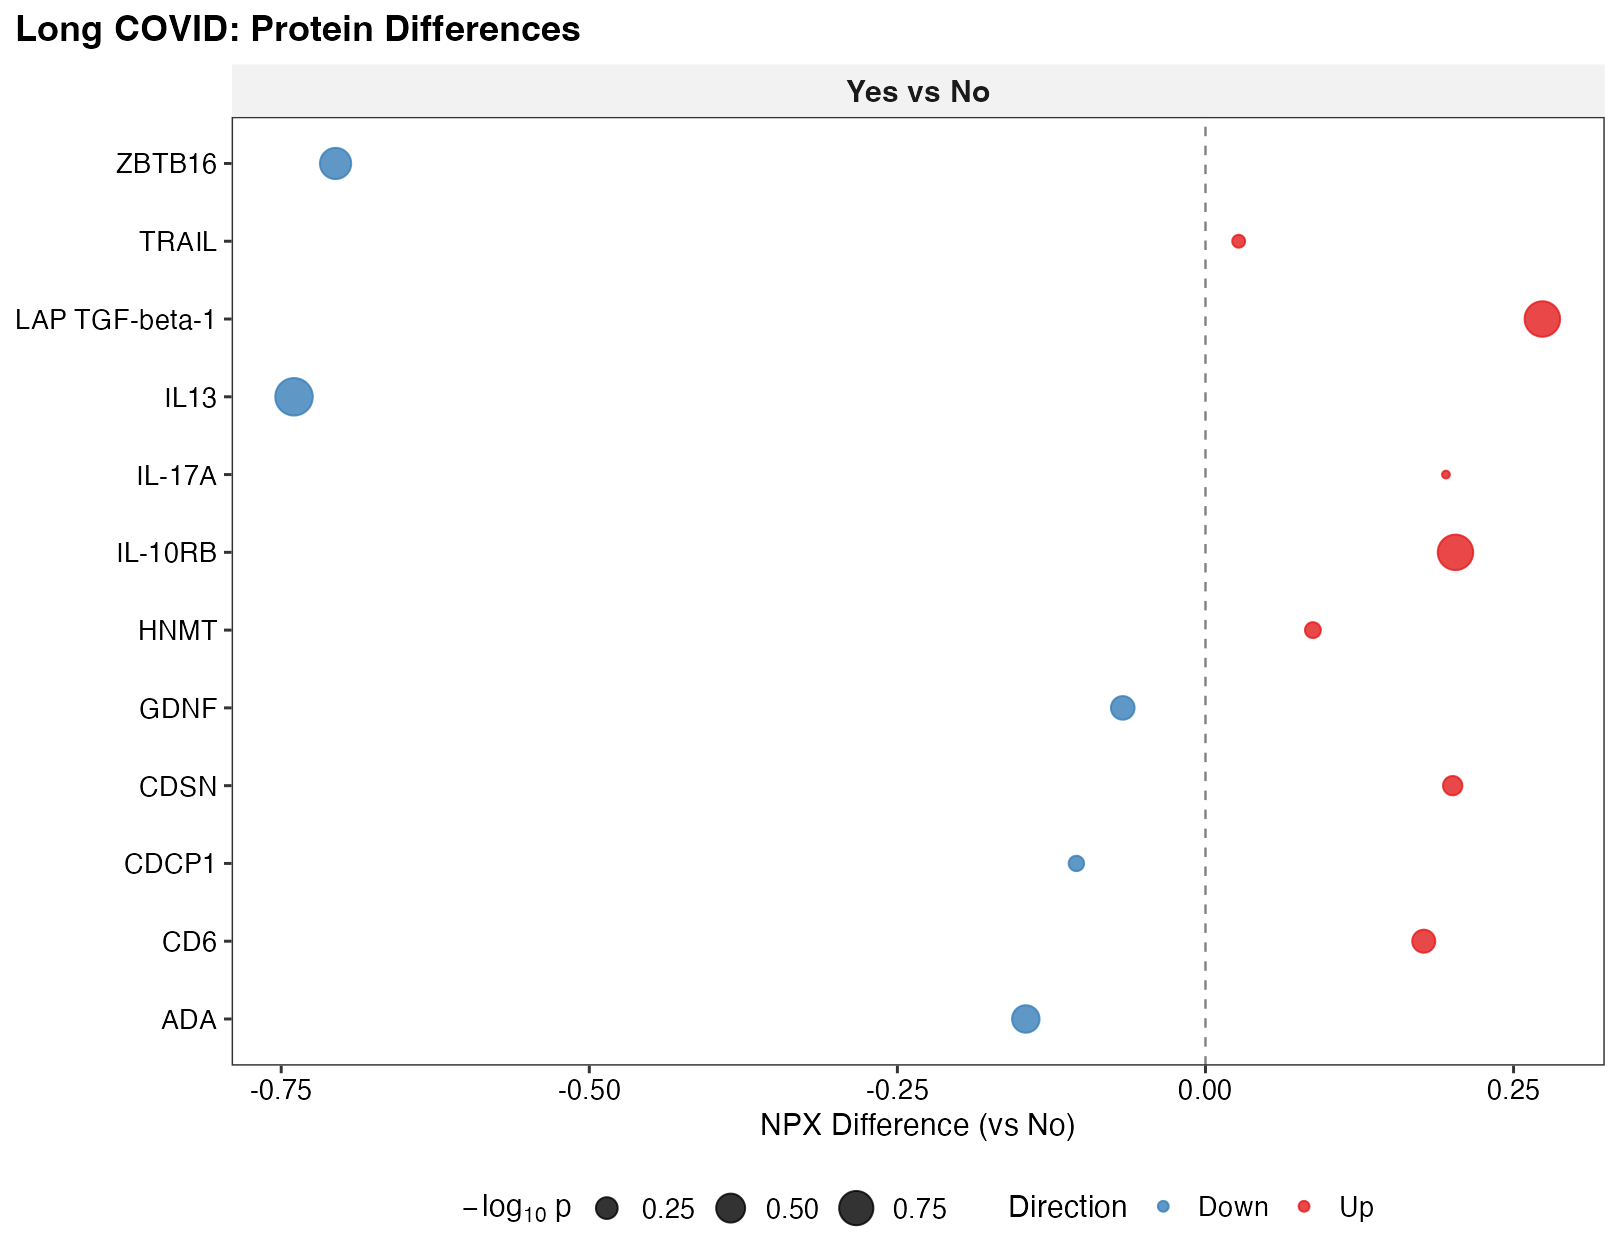 Long COVID: Protein Differences
Yes vs No
ZBTB16
TRAIL
LAP TGF-beta-1
IL13
IL-17A
IL-10RB
HNMT
GDNF
CDSN
CDCP1
CD6
ADA
-0.75 -0.50 -0.25 0.00 0.25
NPX Difference (vs No)
−log₁₀ p 0.25 0.50 0.75 Direction Down Up